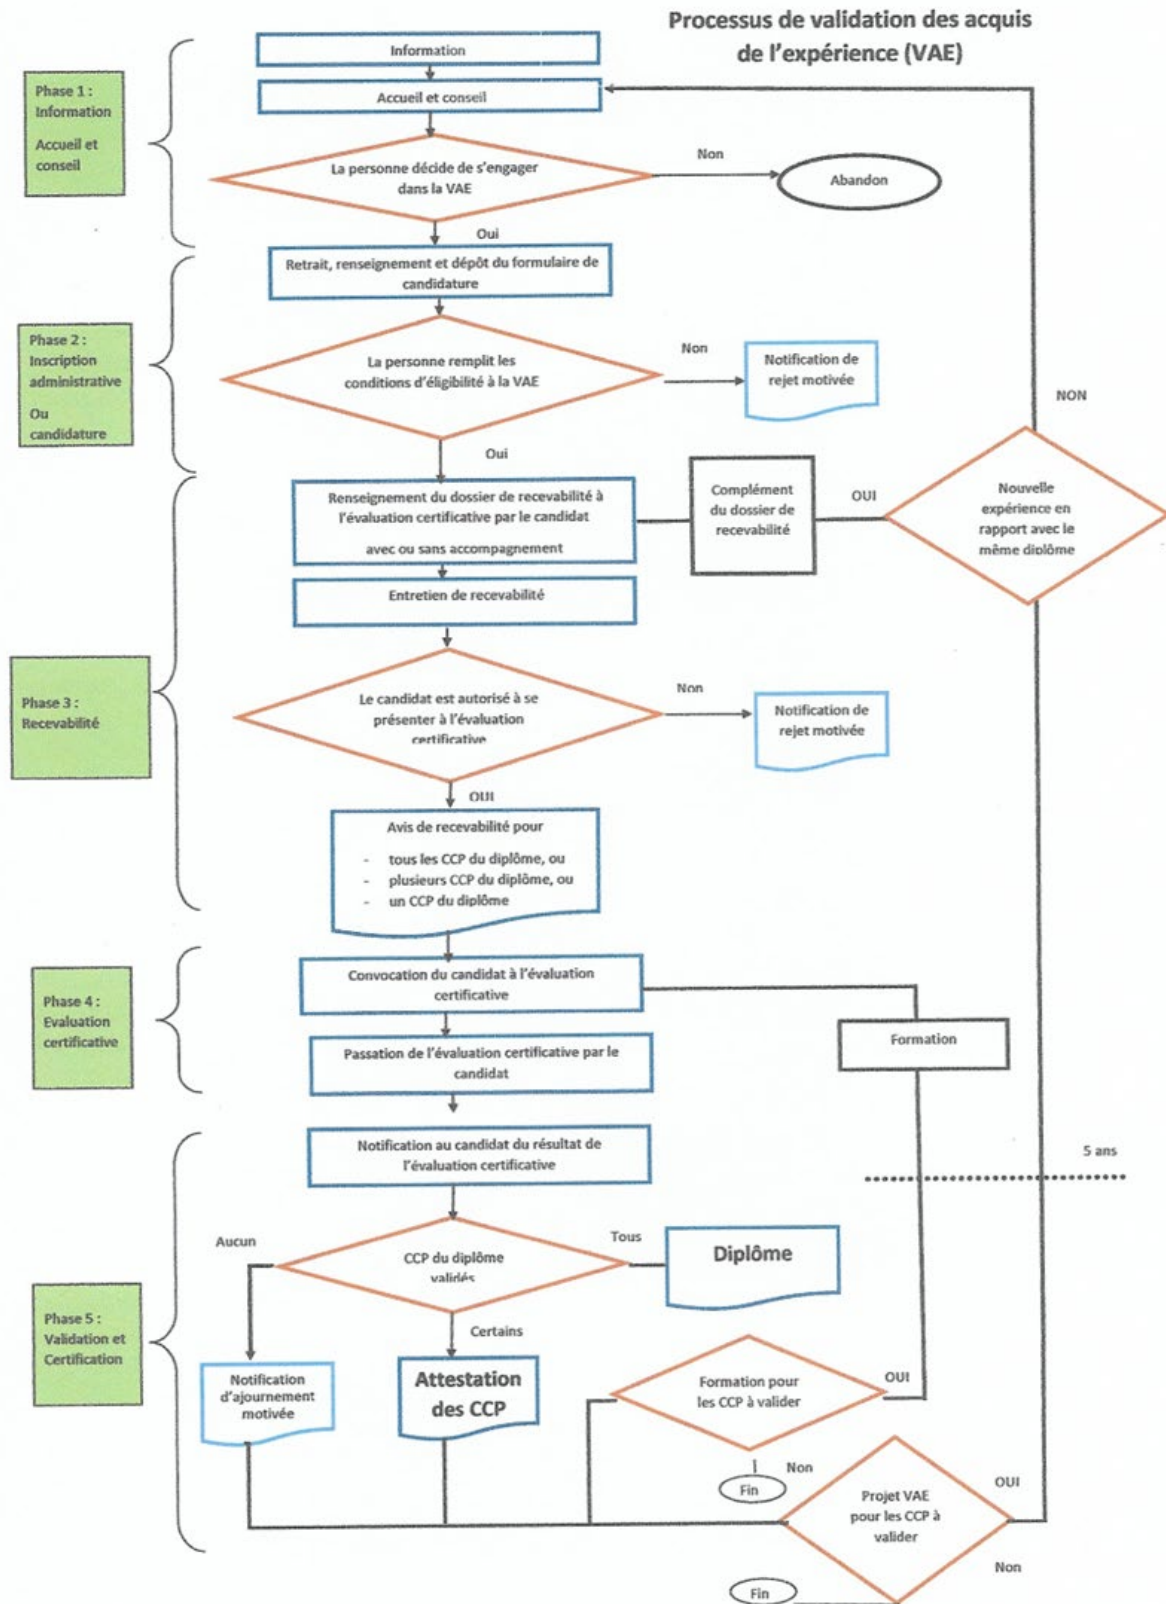 Processus de validation des acquis
de l'expérience (VAE)
Phase 1 :
Information
Accueil et
conseil
Information
Accueil et conseil
La personne décide de s'engager
dans la VAE
Non
Abandon
Oui
Phase 2 :
Inscription
administrative
Ou
candidature
Retrait, renseignement et dépôt du formulaire de
candidature
La personne remplit les
conditions d'éligibilité à la VAE
Non
Notification de
rejet motivée
Oui
NON
Nouvelle
expérience en
rapport avec le
même diplôme
OUI
Complément
du dossier de
recevabilité
Phase 3 :
Recevabilité
Renseignement du dossier de recevabilité à
l'évaluation certificative par le candidat
avec ou sans accompagnement
Entretien de recevabilité
Le candidat est autorisé à se
présenter à l'évaluation
certificative
Non
Notification de
rejet motivée
OUI
Avis de recevabilité pour
- tous les CCP du diplôme, ou
- plusieurs CCP du diplôme, ou
- un CCP du diplôme
Phase 4 :
Evaluation
certificative
Convocation du candidat à l'évaluation
certificative
Passation de l'évaluation certificative par le
candidat
Formation
5 ans
Phase 5 :
Validation et
Certification
Notification au candidat du résultat de
l'évaluation certificative
CCP du diplôme
validés
Aucun
Tous
Diplôme
Certains
Notification
d'ajournement
motivée
Attestation
des CCP
Formation pour
les CCP à valider
OUI
Non
Fin
Projet VAE
pour les CCP à
valider
OUI
Non
Fin